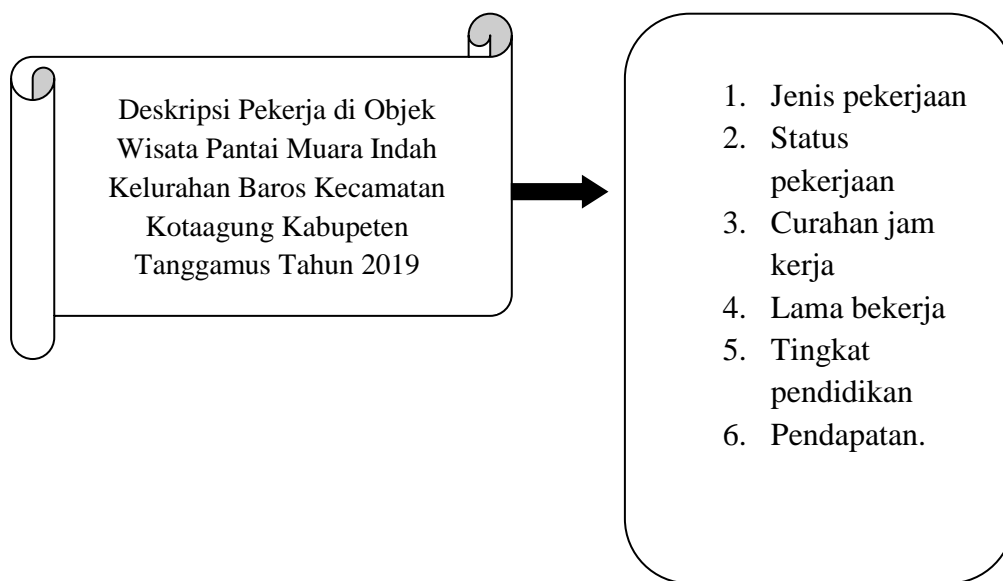 Deskripsi Pekerja di Objek
Wisata Pantai Muara Indah
Kelurahan Baros Kecamatan
Kotaagung Kabupeten
Tanggamus Tahun 2019
1. Jenis pekerjaan
2. Status
pekerjaan
3. Curahan jam
kerja
4. Lama bekerja
5. Tingkat
pendidikan
6. Pendapatan.